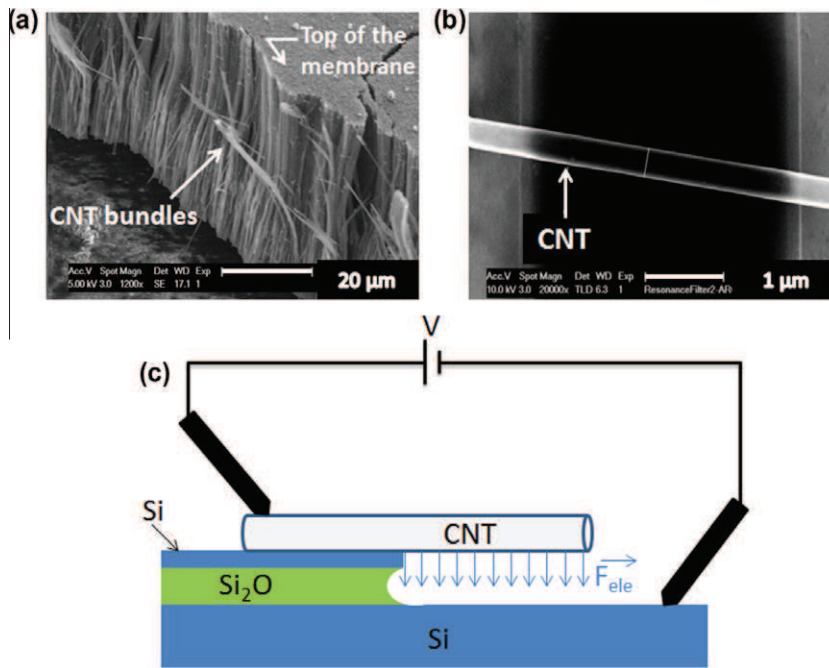 (a)
Top of the
membrane
CNT bundles
Acc.V Spot Magn Det WD Exp
5.00 kV 3.0 1200x SE 17.1 1
20 µm
(b)
CNT
Acc.V Spot Magn Det WD Exp
10.0 kV 3.0 20000x TLD 6.3 1 ResonanceFilter2-AR
1 µm
(c)
V
Si
CNT
Si₂O
F_ele
Si